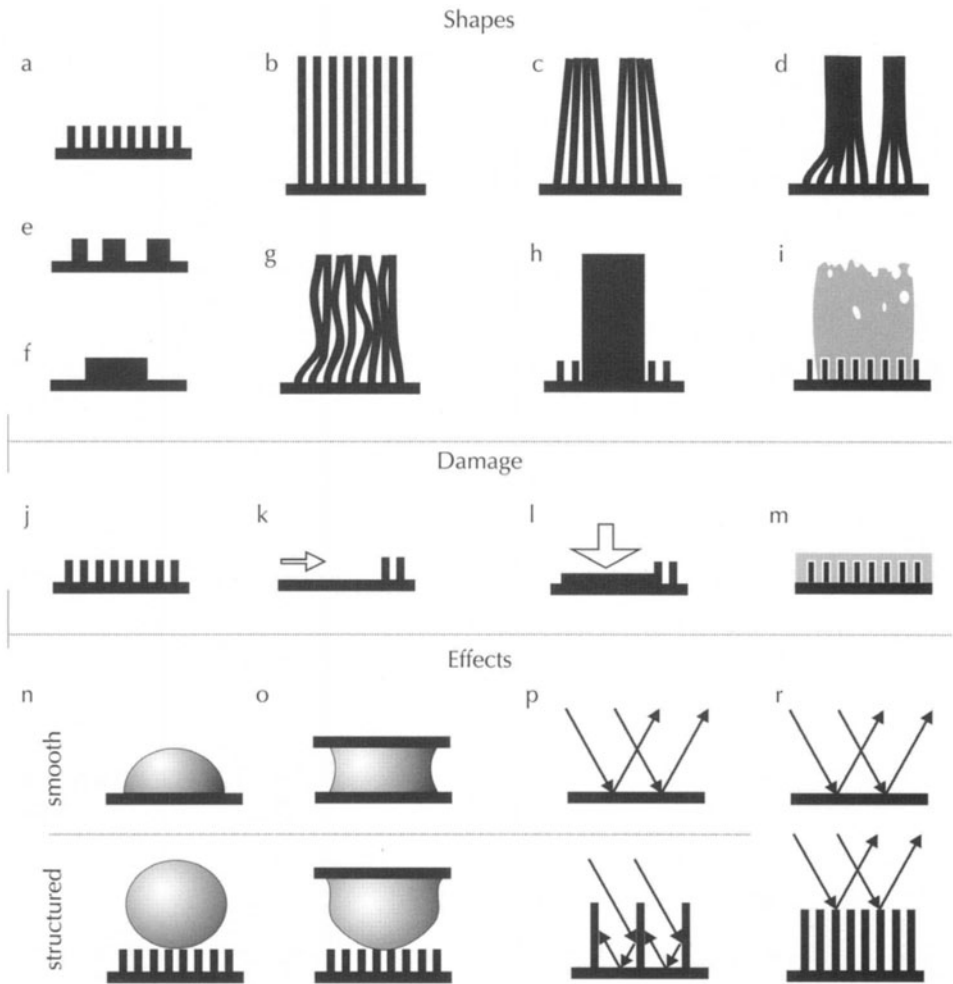 Shapes
a b c d
e g h i
f
Damage
j k l m
Effects
n o p r
smooth
structured